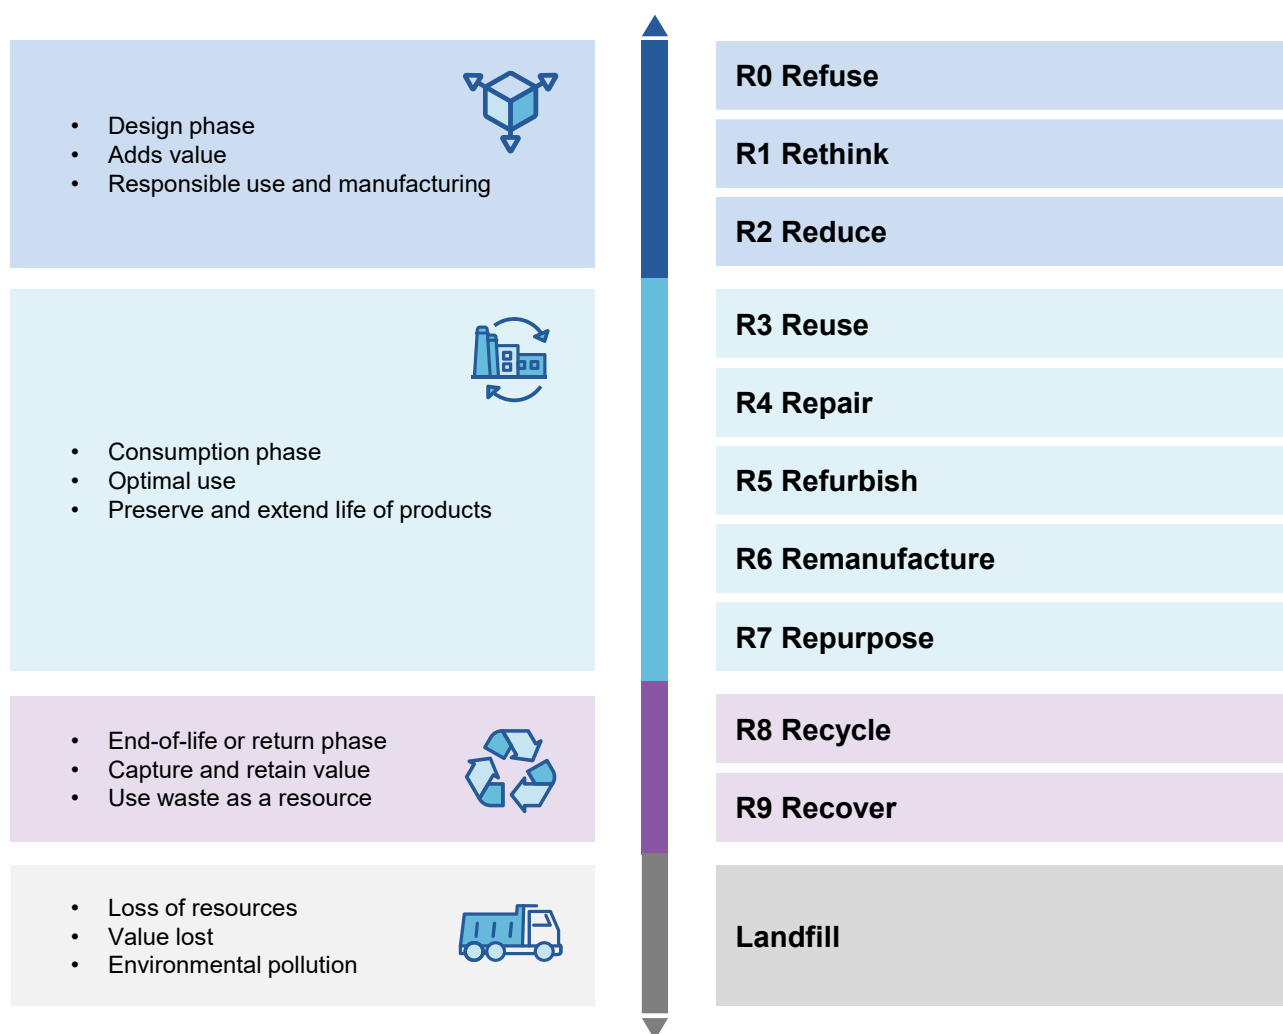 • Design phase
• Adds value
• Responsible use and manufacturing
R0 Refuse
R1 Rethink
R2 Reduce
• Consumption phase
• Optimal use
• Preserve and extend life of products
R3 Reuse
R4 Repair
R5 Refurbish
R6 Remanufacture
R7 Repurpose
• End-of-life or return phase
• Capture and retain value
• Use waste as a resource
R8 Recycle
R9 Recover
• Loss of resources
• Value lost
• Environmental pollution
Landfill